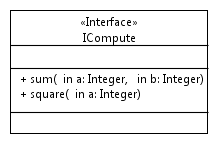 «Interface»
ICompute
+ sum( in a: Integer, in b: Integer)
+ square( in a: Integer)